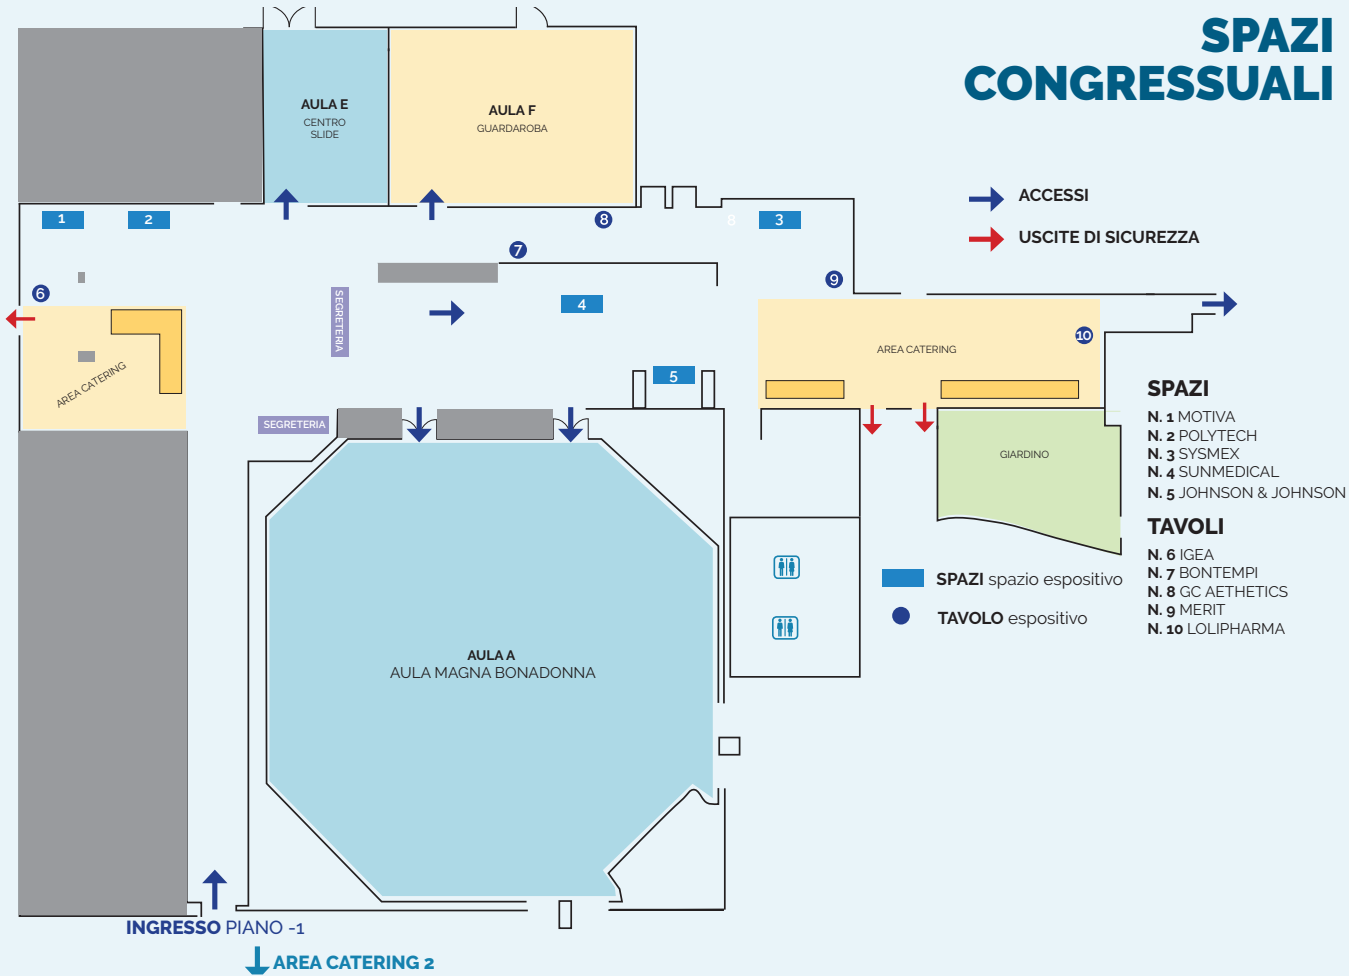 SPAZI
CONGRESSUALI
AULA E
CENTRO
SLIDE
AULA F
GUARDAROBA
ACCESSI
USCITE DI SICUREZZA
1
2
8
8
3
7
6
9
4
SEGRETERIA
10
AREA CATERING
AREA CATERING
5
SEGRETERIA
GIARDINO
SPAZI
N. 1 MOTIVA
N. 2 POLYTECH
N. 3 SYSMEX
N. 4 SUNMEDICAL
N. 5 JOHNSON & JOHNSON
TAVOLI
N. 6 IGEA
N. 7 BONTEMPI
N. 8 GC AETHETICS
N. 9 MERIT
N. 10 LOLIPHARMA
SPAZI spazio espositivo
TAVOLO espositivo
AULA A
AULA MAGNA BONADONNA
INGRESSO PIANO -1
AREA CATERING 2